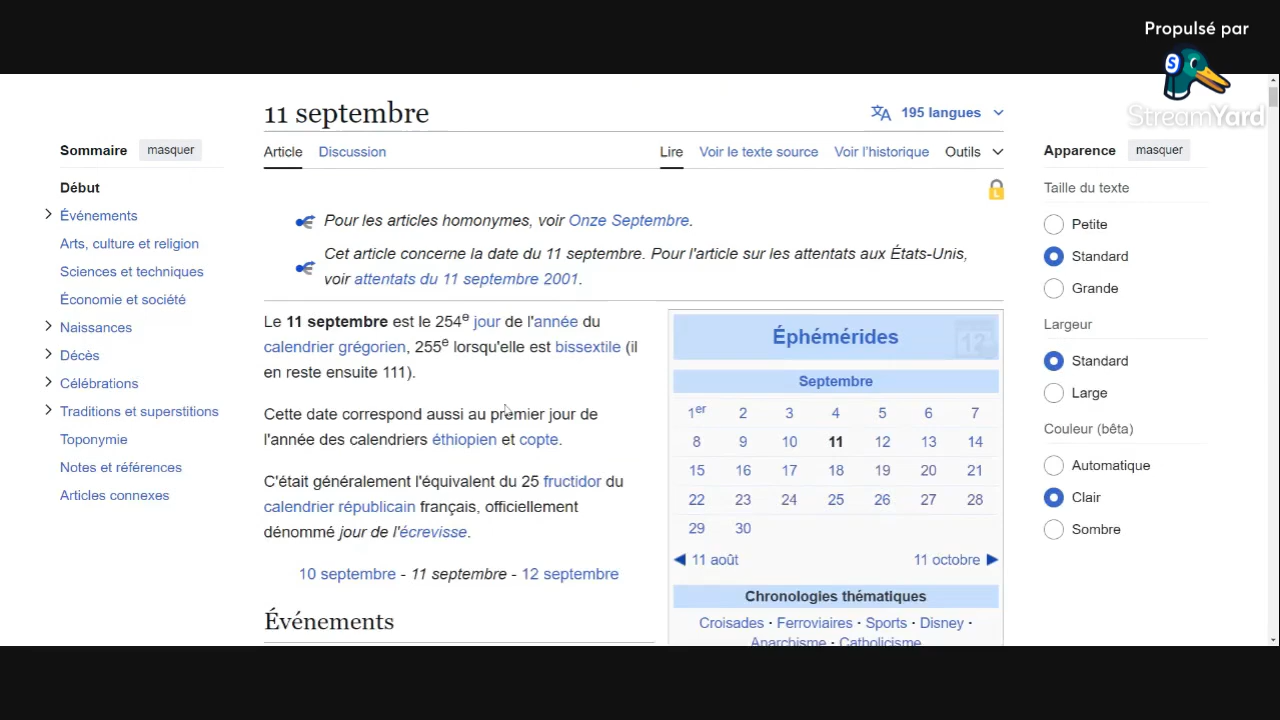 Propulsé par
StreamYard
11 septembre
195 langues
Sommaire masquer
Début
Événements
Arts, culture et religion
Sciences et techniques
Économie et société
Naissances
Décès
Célébrations
Traditions et superstitions
Toponymie
Notes et références
Articles connexes
Article Discussion
Lire Voir le texte source Voir l'historique Outils
Pour les articles homonymes, voir Onze Septembre.
Cet article concerne la date du 11 septembre. Pour l'article sur les attentats aux États-Unis,
voir attentats du 11 septembre 2001.
Le 11 septembre est le 254e jour de l'année du
calendrier grégorien, 255e lorsqu'elle est bissextile (il
en reste ensuite 111).
Cette date correspond aussi au premier jour de
l'année des calendriers éthiopien et copte.
C'était généralement l'équivalent du 25 fructidor du
calendrier républicain français, officiellement
dénommé jour de l'écrevisse.
10 septembre - 11 septembre - 12 septembre
Événements
Éphémérides
12
Septembre
1er 2 3 4 5 6 7
8 9 10 11 12 13 14
15 16 17 18 19 20 21
22 23 24 25 26 27 28
29 30
◀ 11 août 11 octobre ▶
Chronologies thématiques
Croisades · Ferroviaires · Sports · Disney ·
Anarchisme · Catholicisme
Apparence masquer
Taille du texte
Petite
Standard
Grande
Largeur
Standard
Large
Couleur (bêta)
Automatique
Clair
Sombre